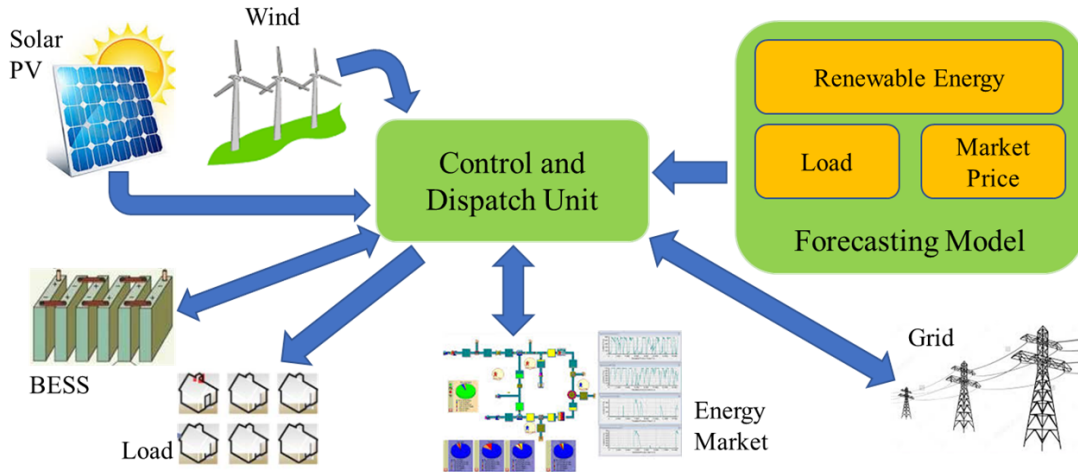 Solar
PV
Wind
Renewable Energy
Load
Market
Price
Forecasting Model
Control and
Dispatch Unit
BESS
Load
Energy
Market
Grid